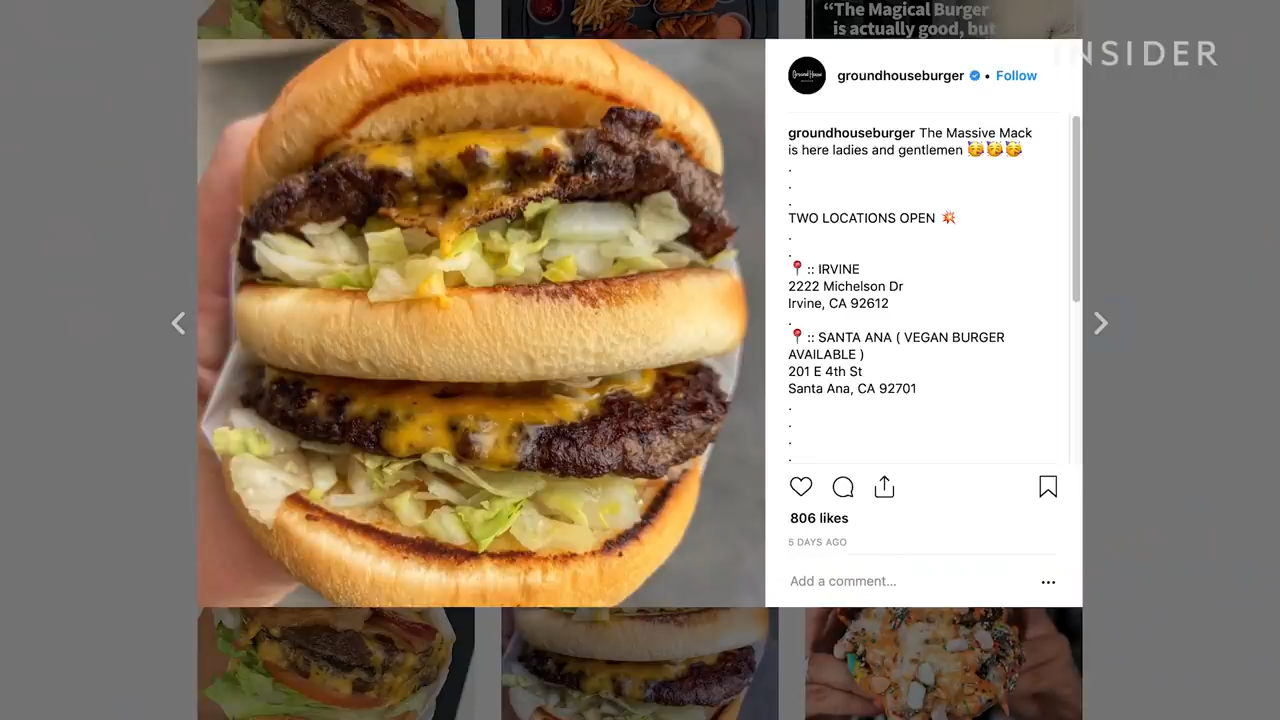 “The Magical Burger
is actually good, but
INSIDER
Ground House
groundhouseburger • Follow
groundhouseburger The Massive Mack
is here ladies and gentlemen 🥳🥳🥳
.
.
.
TWO LOCATIONS OPEN 💥
.
.
📍:: IRVINE
2222 Michelson Dr
Irvine, CA 92612
.
📍:: SANTA ANA ( VEGAN BURGER
AVAILABLE )
201 E 4th St
Santa Ana, CA 92701
.
.
.
.
806 likes
5 DAYS AGO
Add a comment...